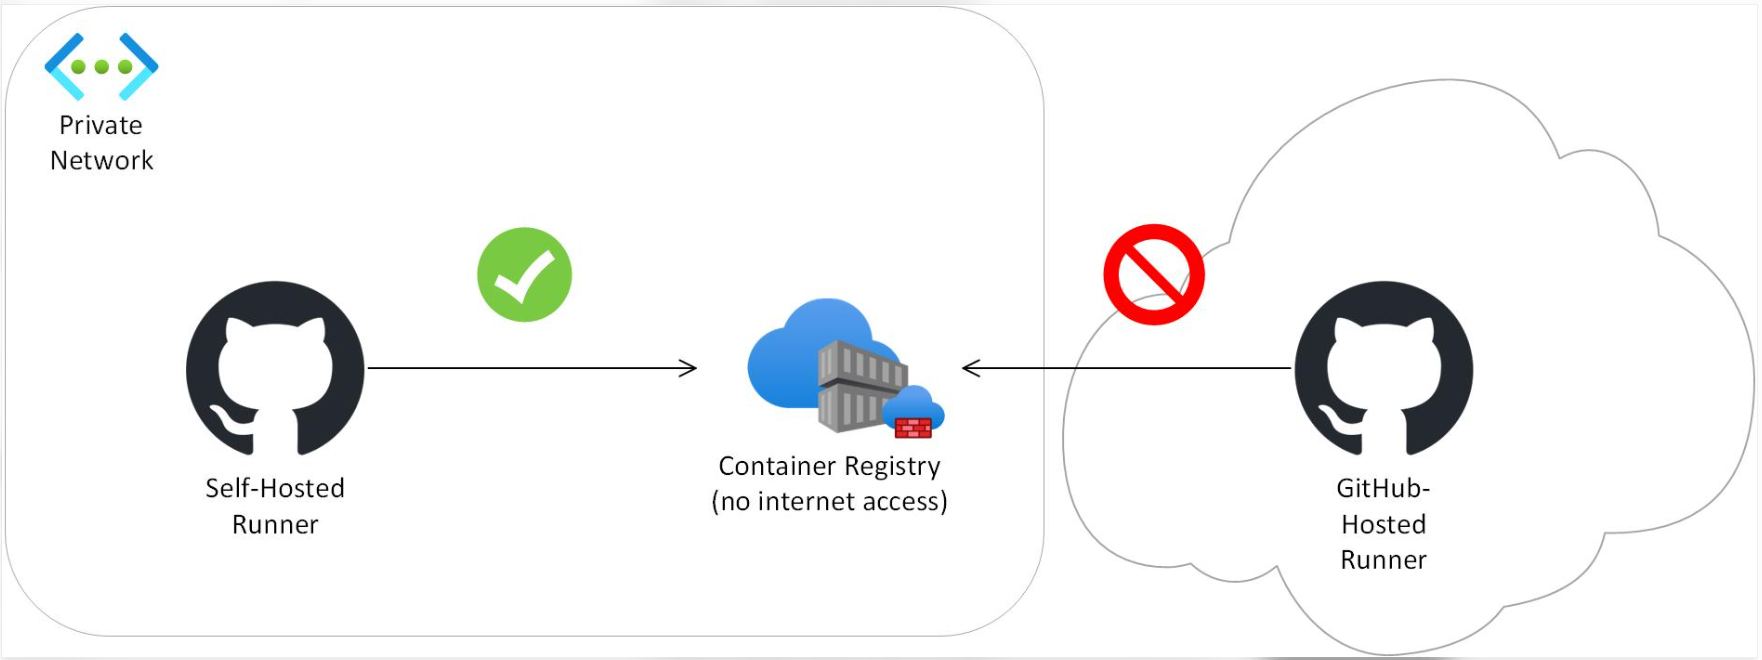 Private
Network
Self-Hosted
Runner
Container Registry
(no internet access)
GitHub-
Hosted
Runner